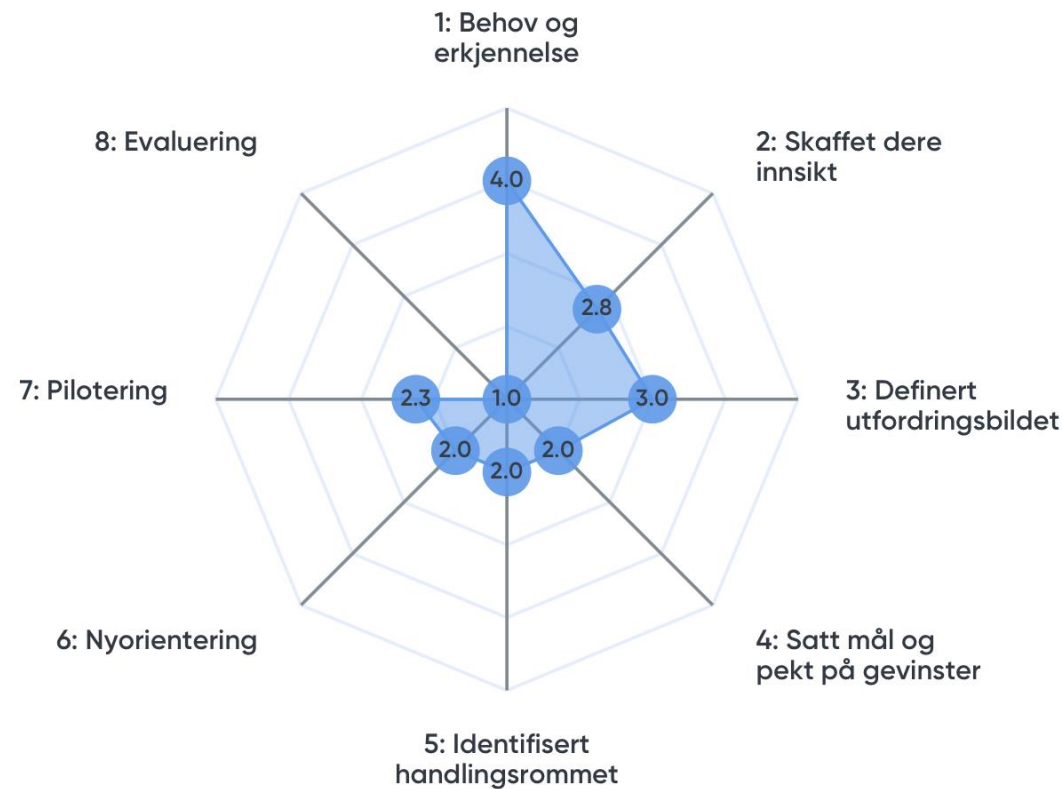 1: Behov og
erkjennelse
8: Evaluering
2: Skaffet dere
innsikt
4.0
2.8
7: Pilotering
2.3
1.0
3.0
3: Definert
utfordringsbildet
2.0
2.0
2.0
6: Nyorientering
4: Satt mål og
pekt på gevinster
5: Identifisert
handlingsrommet